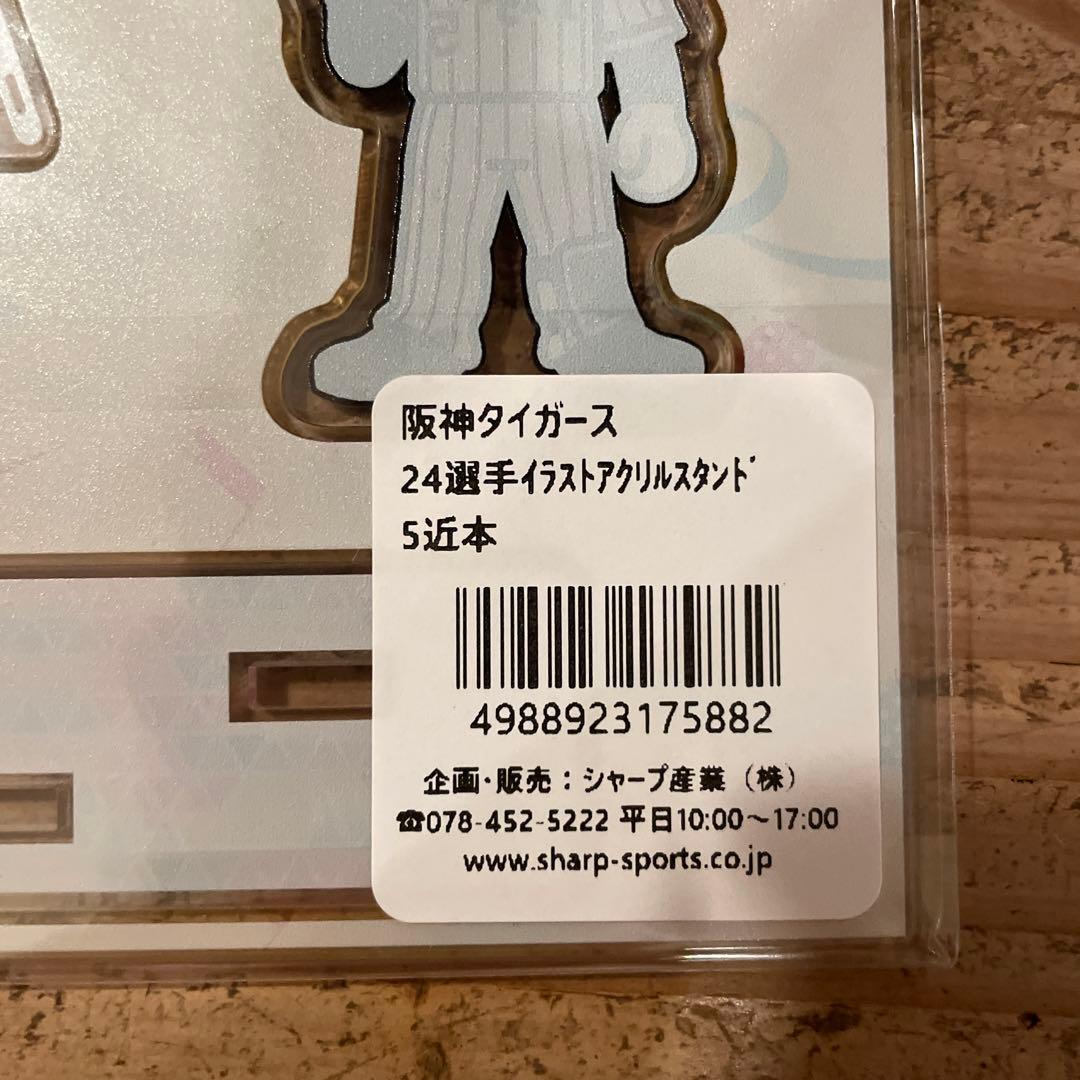 阪神タイガース
24選手イラストアクリルスタンド
5近本
4988923175882
企画・販売：シャープ産業（株）
☎078-452-5222 平日10:00～17:00
www.sharp-sports.co.jp